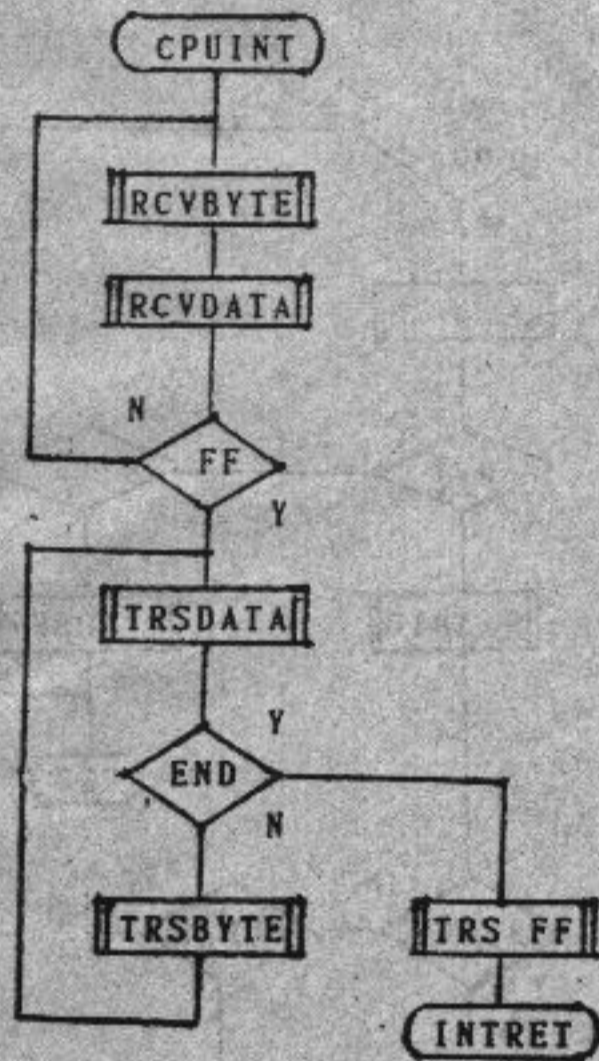 CPUINT
RCVBYTE
RCVDATA
N
FF
Y
TRSDATA
Y
END
N
TRSBYTE
TRS FF
INTRET